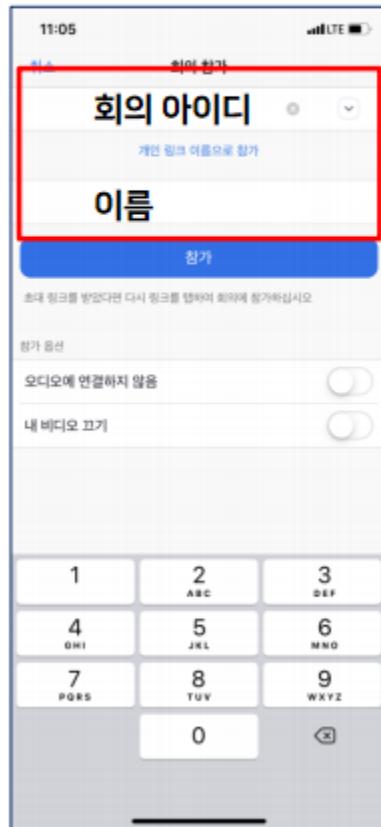 11:05 LTE
취소 회의 참가
회의 아이디
개인 링크 이름으로 참가
이름
참가
초대 링크를 받았다면 다시 링크를 탭하여 회의에 참가하십시오
참가 옵션
오디오에 연결하지 않음
내 비디오 끄기
1 2 3
ABC DEF
4 5 6
GHI JKL MNO
7 8 9
PQRS TUV WXYZ
0